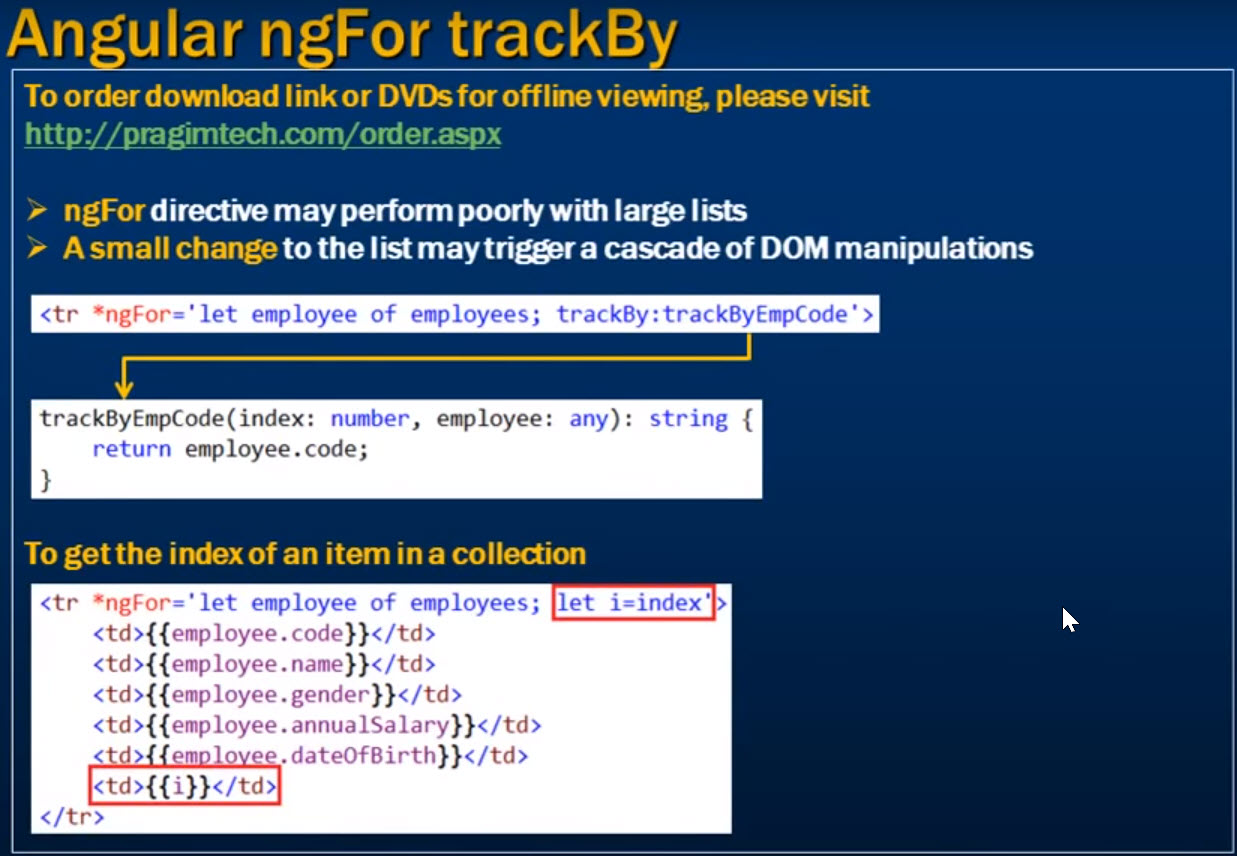 Angular ngFor trackBy
To order download link or DVDs for offline viewing, please visit
http://pragimtech.com/order.aspx
ngFor directive may perform poorly with large lists
A small change to the list may trigger a cascade of DOM manipulations
<tr *ngFor='let employee of employees; trackBy:trackByEmpCode'>
trackByEmpCode(index: number, employee: any): string {
    return employee.code;
}
To get the index of an item in a collection
<tr *ngFor='let employee of employees; let i=index'>
    <td>{{employee.code}}</td>
    <td>{{employee.name}}</td>
    <td>{{employee.gender}}</td>
    <td>{{employee.annualSalary}}</td>
    <td>{{employee.dateOfBirth}}</td>
    <td>{{i}}</td>
</tr>